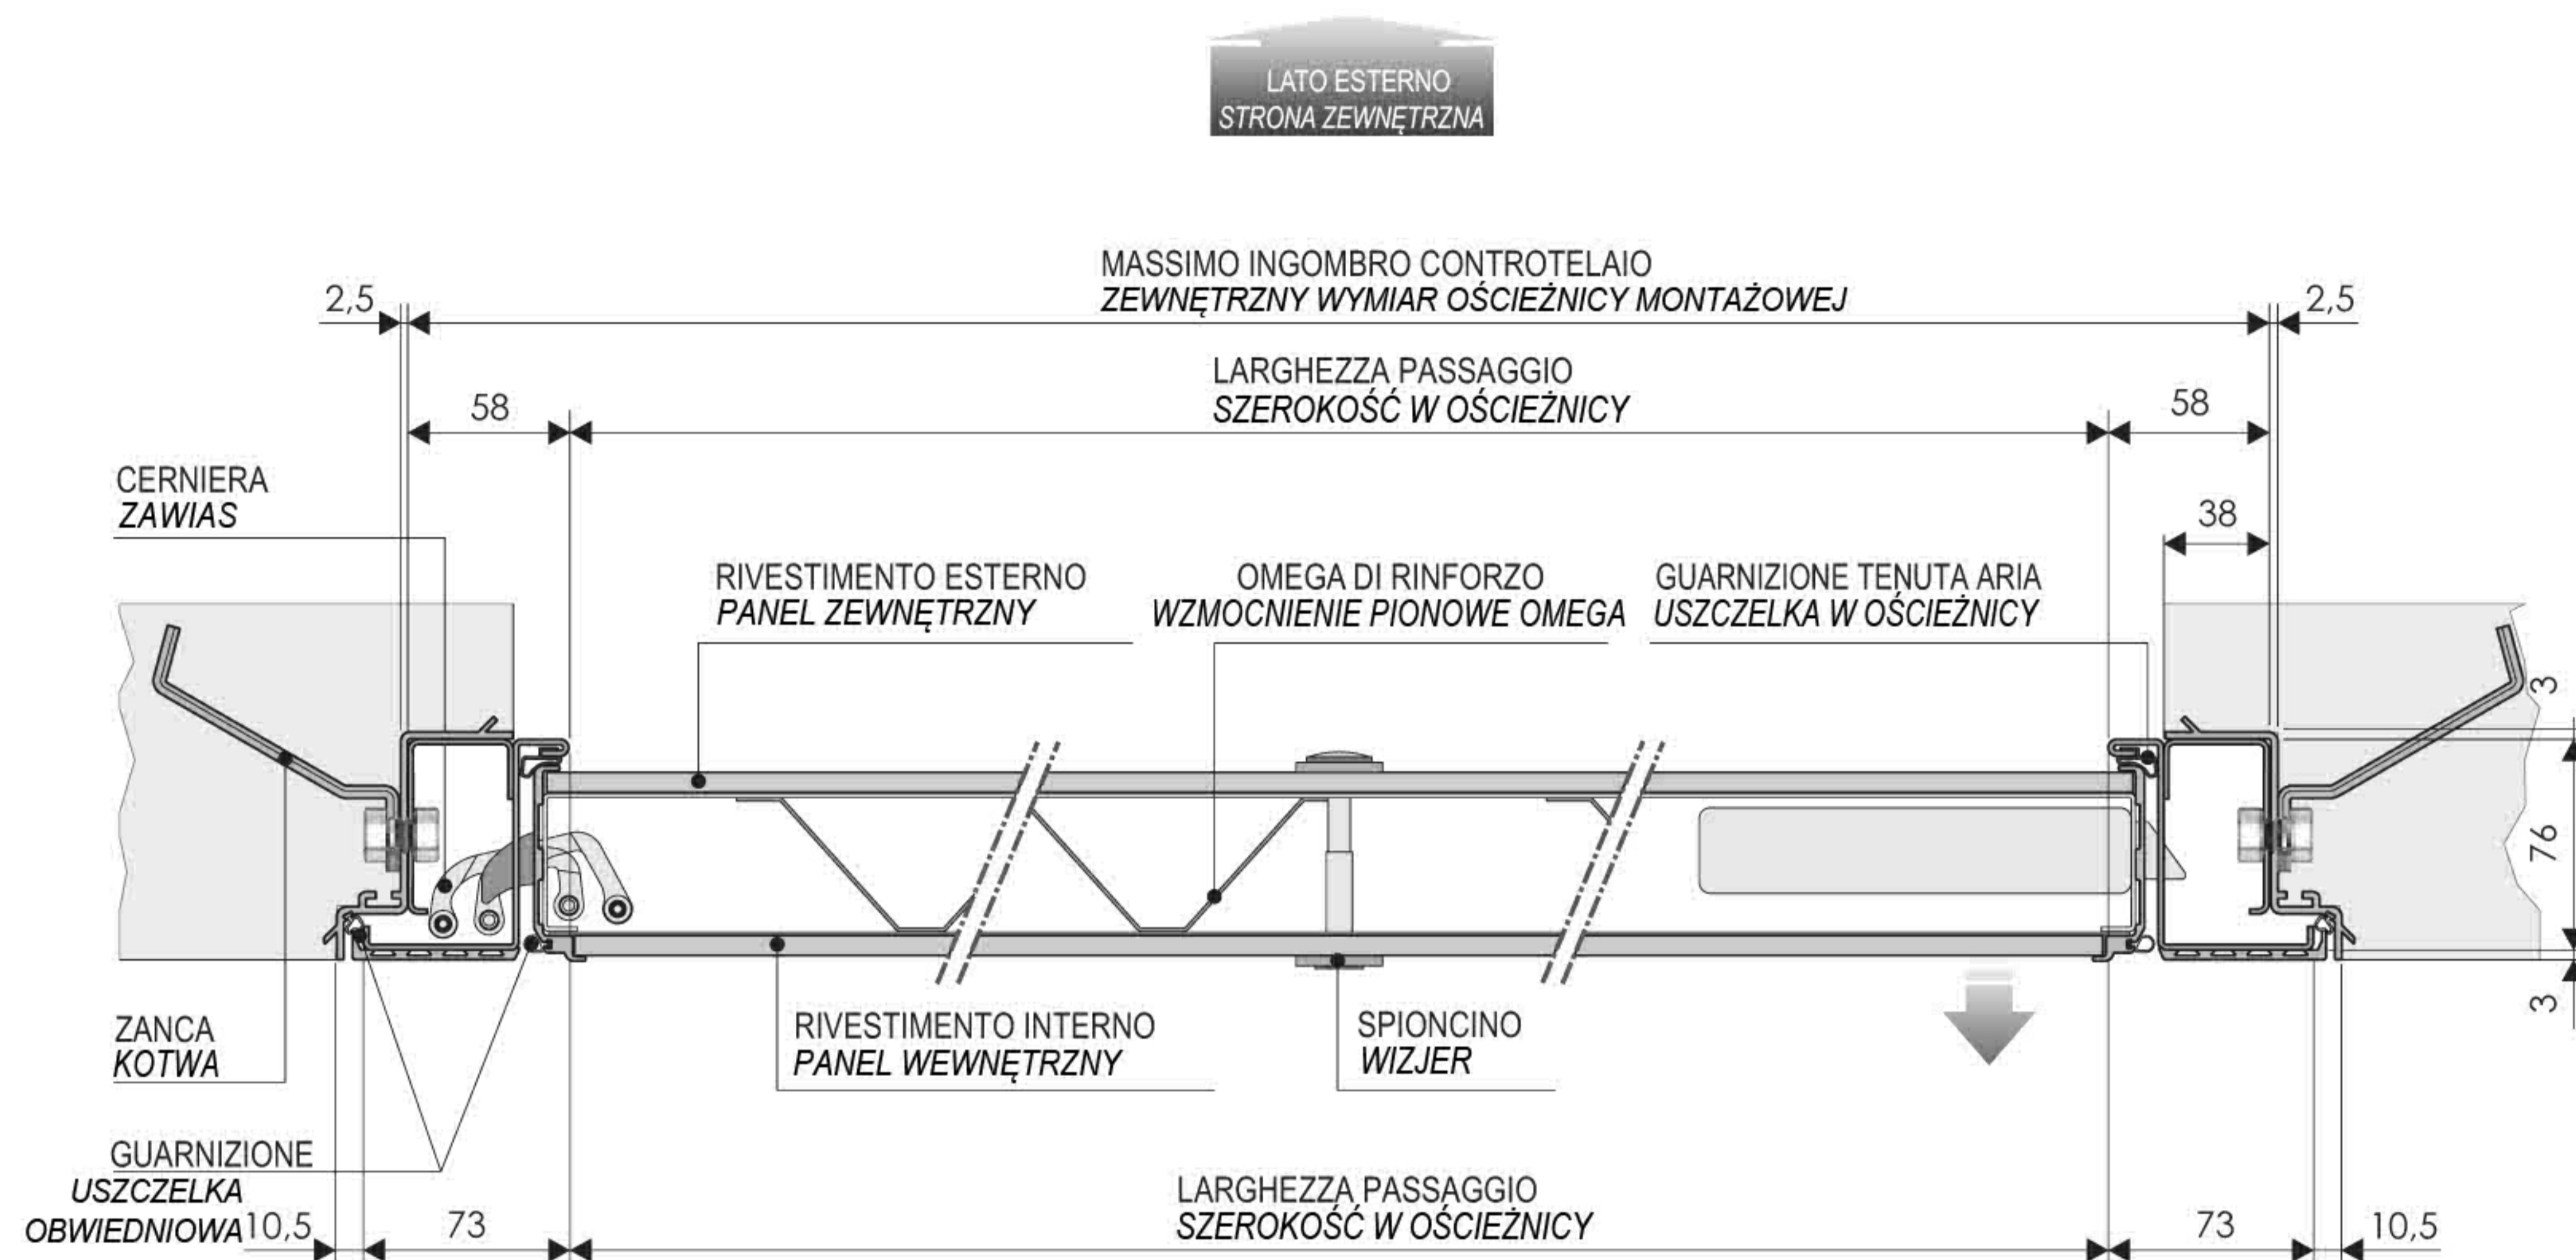 LATO ESTERNO
STRONA ZEWNĘTRZNA
MASSIMO INGOMBRO CONTROTELAIO
ZEWNĘTRZNY WYMIAR OŚCIEŻNICY MONTAŻOWEJ
2,5
2,5
LARGHEZZA PASSAGGIO
SZEROKOŚĆ W OŚCIEŻNICY
58
58
CERNIERA
ZAWIAS
38
RIVESTIMENTO ESTERNO
PANEL ZEWNĘTRZNY
OMEGA DI RINFORZO
WZMOCNIENIE PIONOWE OMEGA
GUARNIZIONE TENUTA ARIA
USZCZELKA W OŚCIEŻNICY
3
76
3
ZANCA
KOTWA
RIVESTIMENTO INTERNO
PANEL WEWNĘTRZNY
SPIONCINO
WIZJER
GUARNIZIONE
USZCZELKA
OBWIEDNIOWA
10,5
73
LARGHEZZA PASSAGGIO
SZEROKOŚĆ W OŚCIEŻNICY
73
10,5